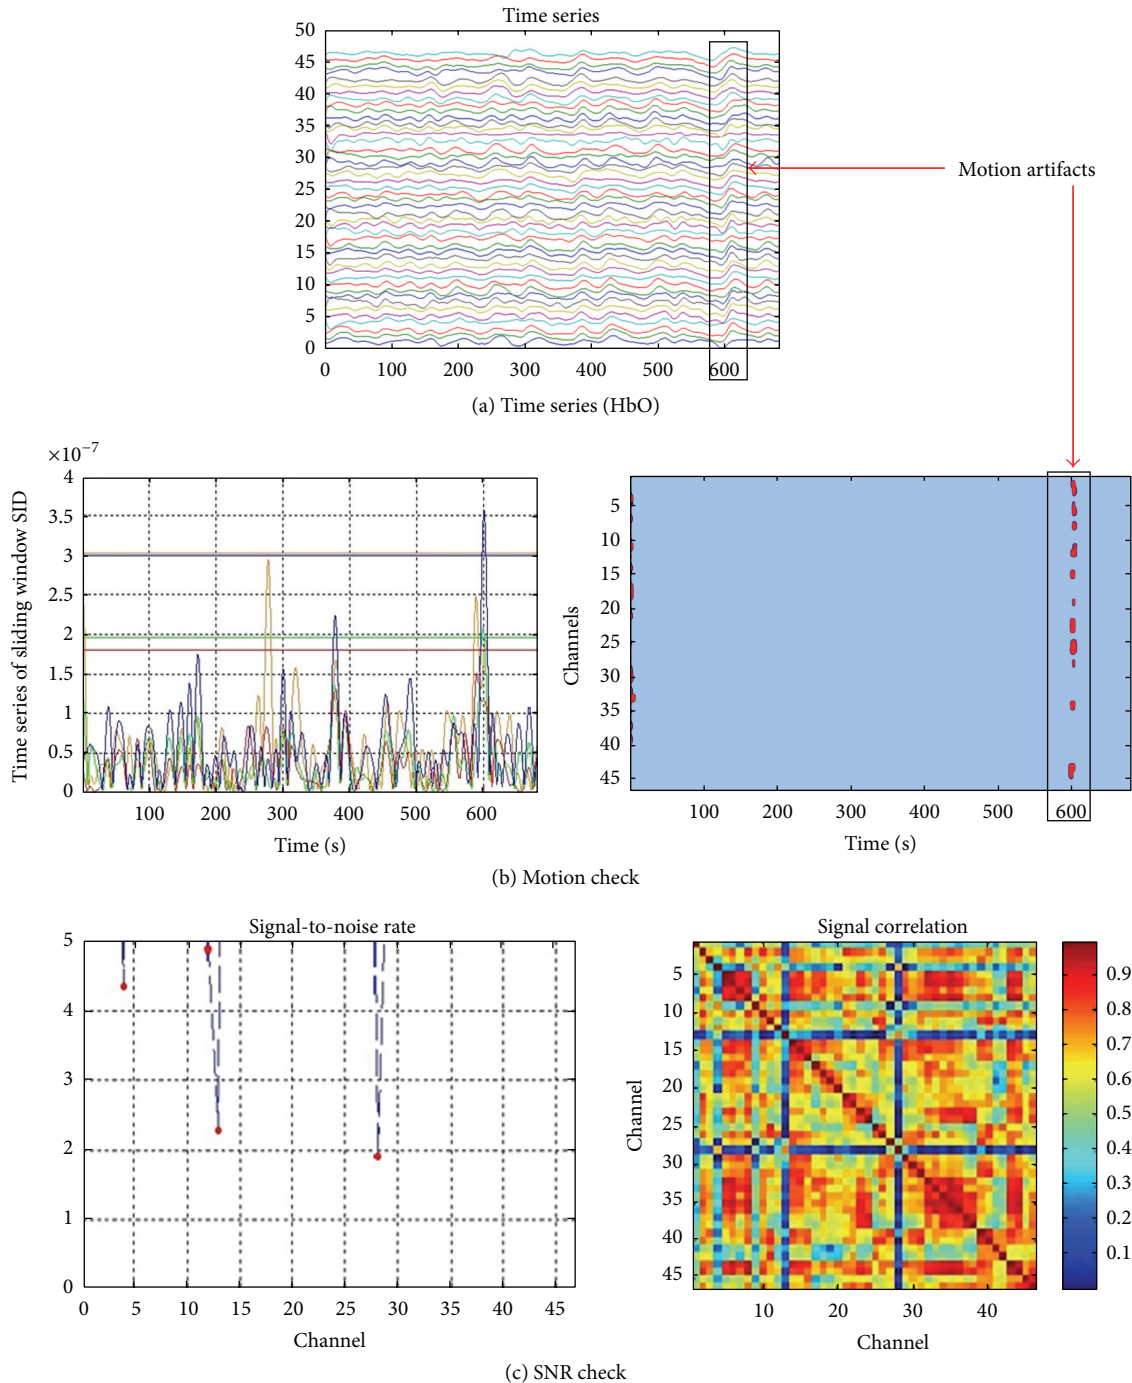 Time series
50
45
40
35
30
25
20
15
10
5
0
0 100 200 300 400 500 600
Motion artifacts
(a) Time series (HbO)
×10−7
4
3.5
3
2.5
2
1.5
1
0.5
0
Time series of sliding window SID
100 200 300 400 500 600
Time (s)
5
10
15
20
25
30
35
40
45
Channels
100 200 300 400 500 600
Time (s)
(b) Motion check
Signal-to-noise rate
5
4
3
2
1
0
0 5 10 15 20 25 30 35 40 45
Channel
Signal correlation
5
10
15
20
25
30
35
40
45
Channel
10 20 30 40
Channel
0.9
0.8
0.7
0.6
0.5
0.4
0.3
0.2
0.1
(c) SNR check